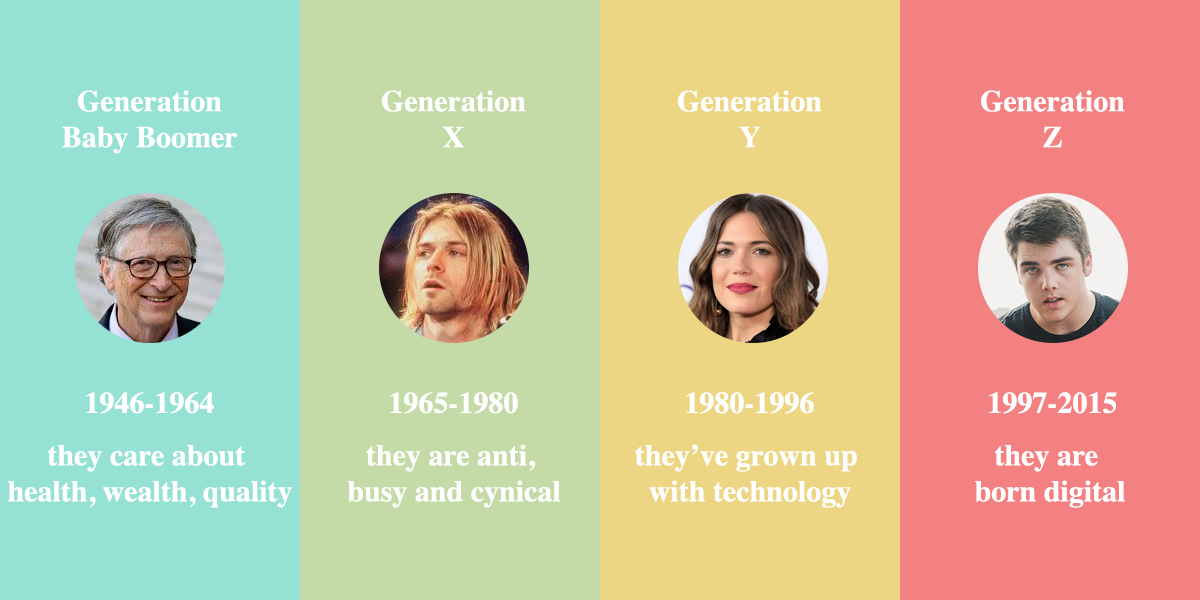 Generation
Baby Boomer
1946-1964
they care about
health, wealth, quality
Generation
X
1965-1980
they are anti,
busy and cynical
Generation
Y
1980-1996
they’ve grown up
with technology
Generation
Z
1997-2015
they are
born digital